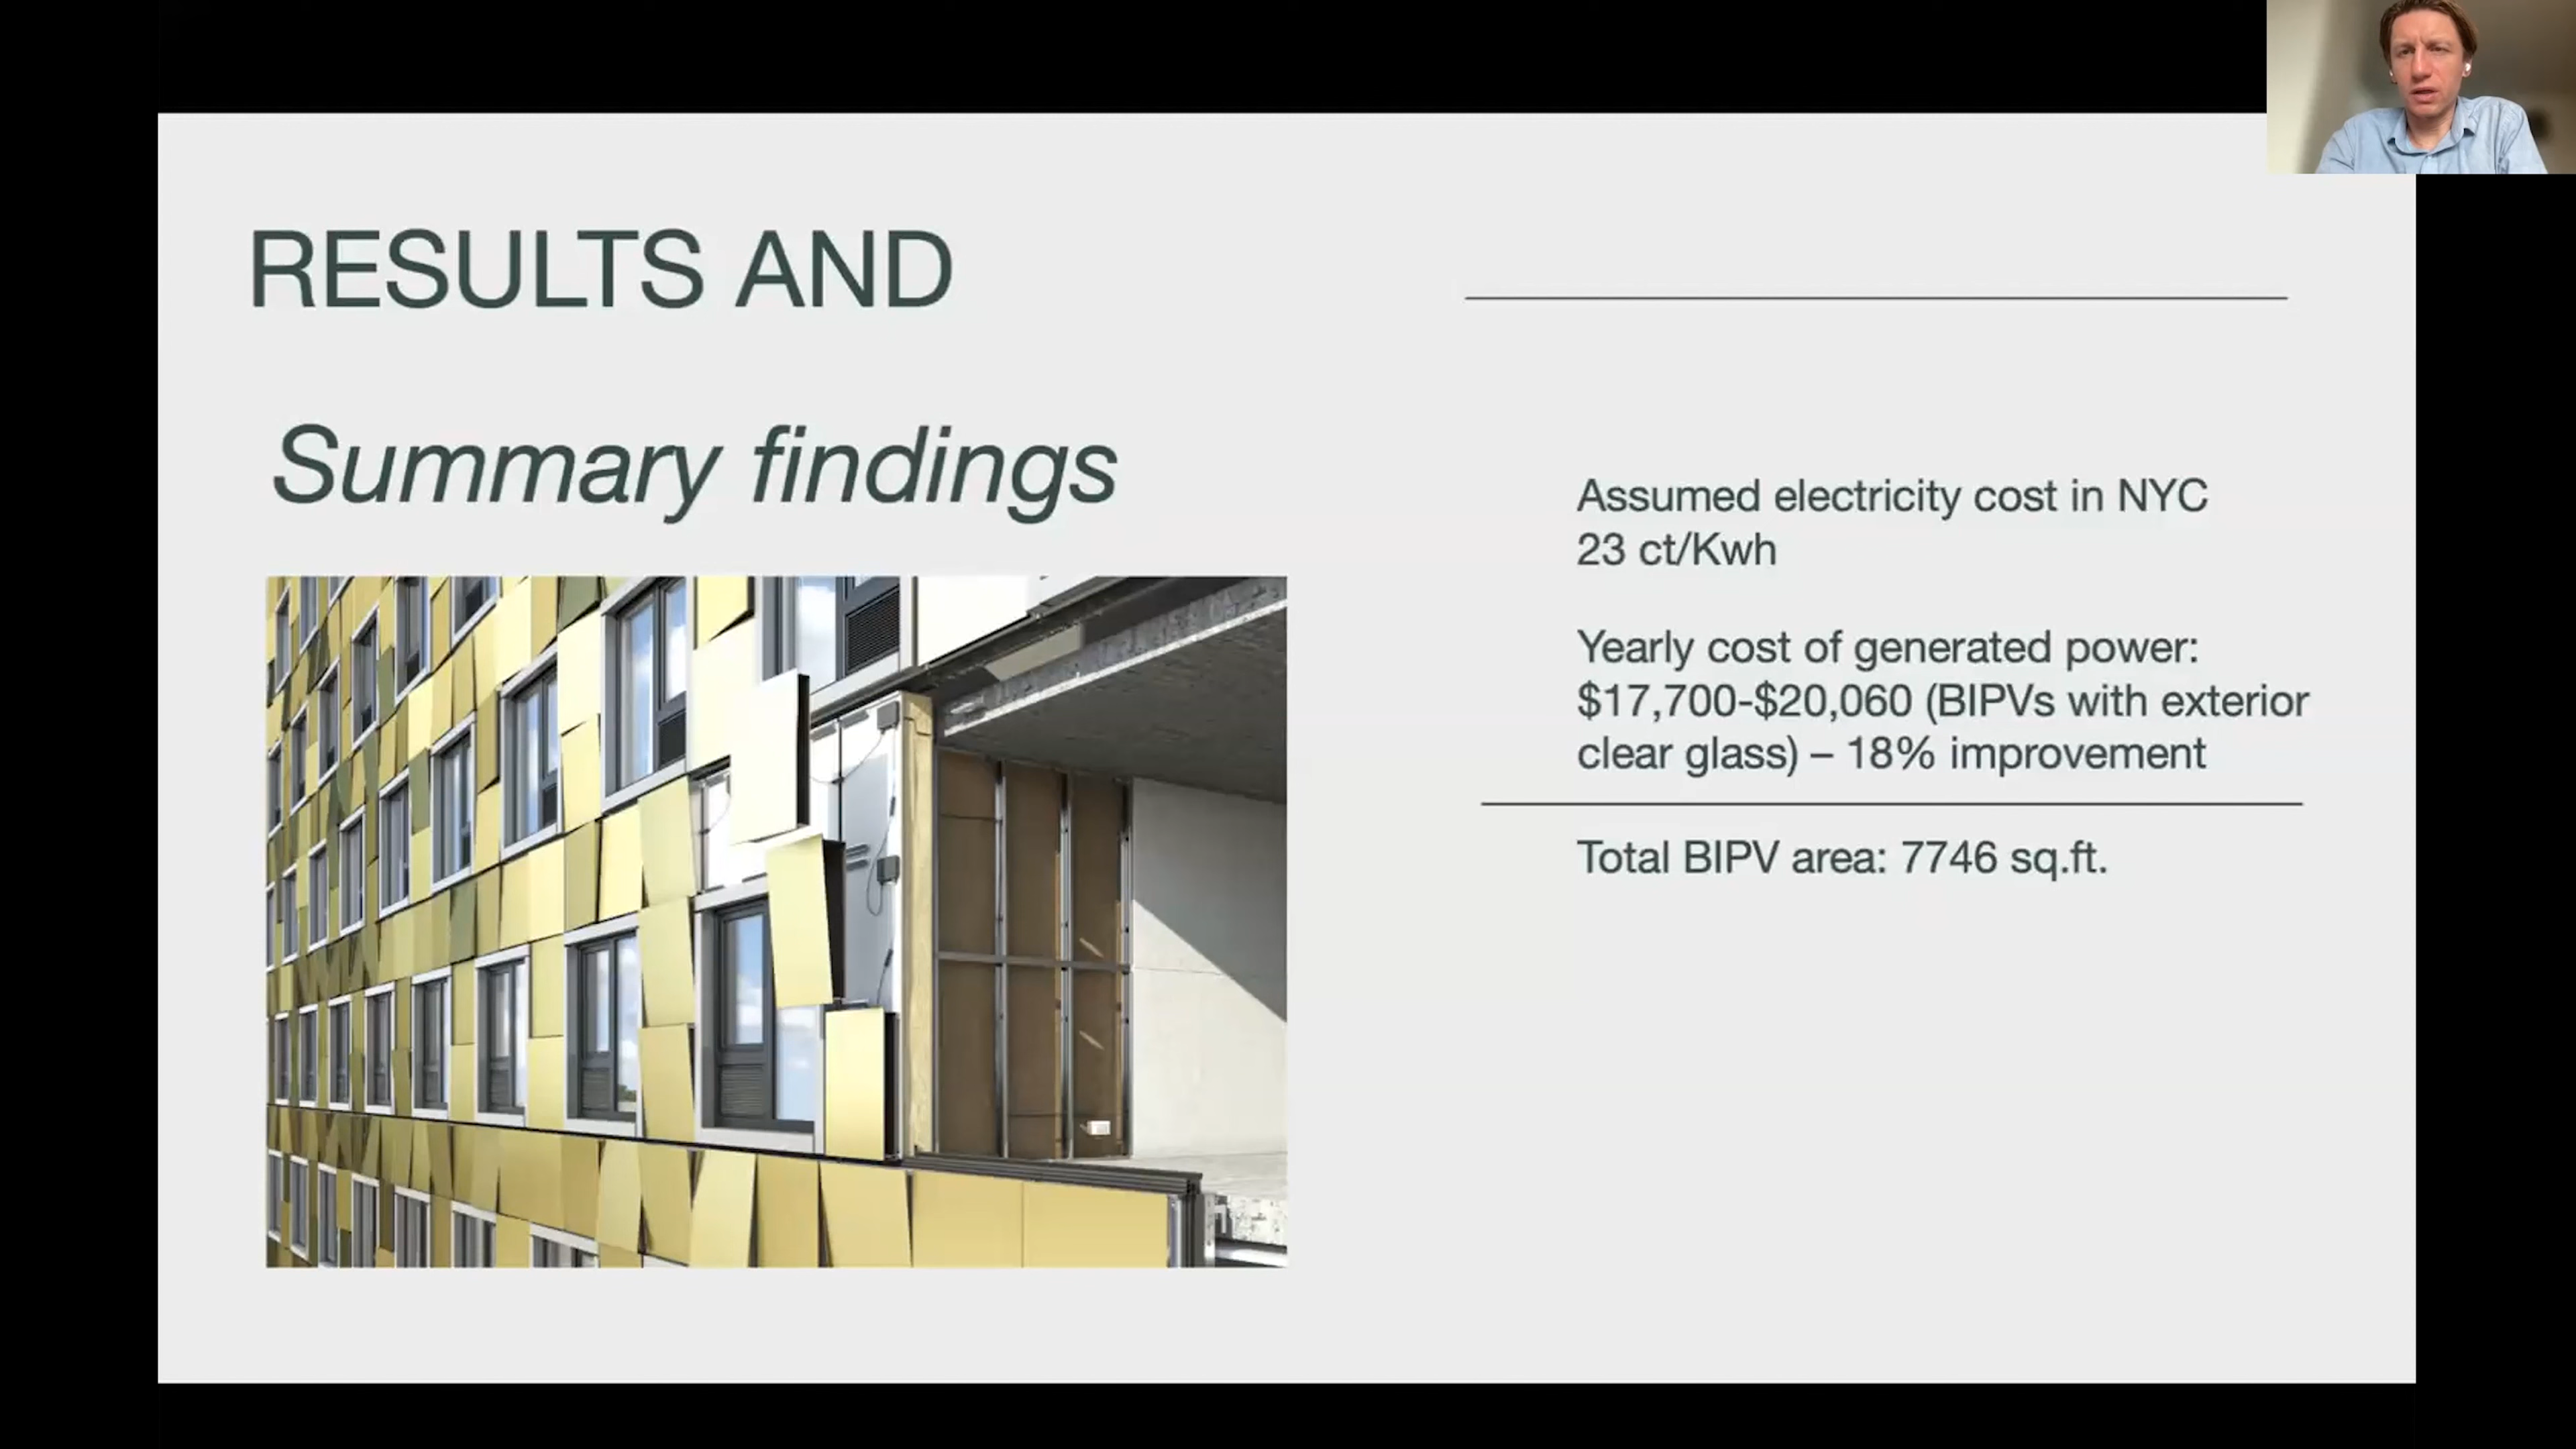 RESULTS AND
Summary findings
Assumed electricity cost in NYC
23 ct/Kwh
Yearly cost of generated power:
$17,700-$20,060 (BIPVs with exterior
clear glass) – 18% improvement
Total BIPV area: 7746 sq.ft.